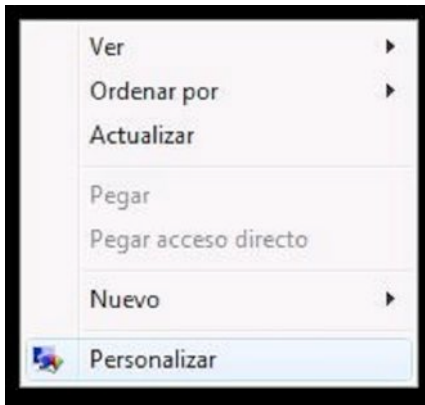 Ver
Ordenar por
Actualizar
Pegar
Pegar acceso directo
Nuevo
Personalizar